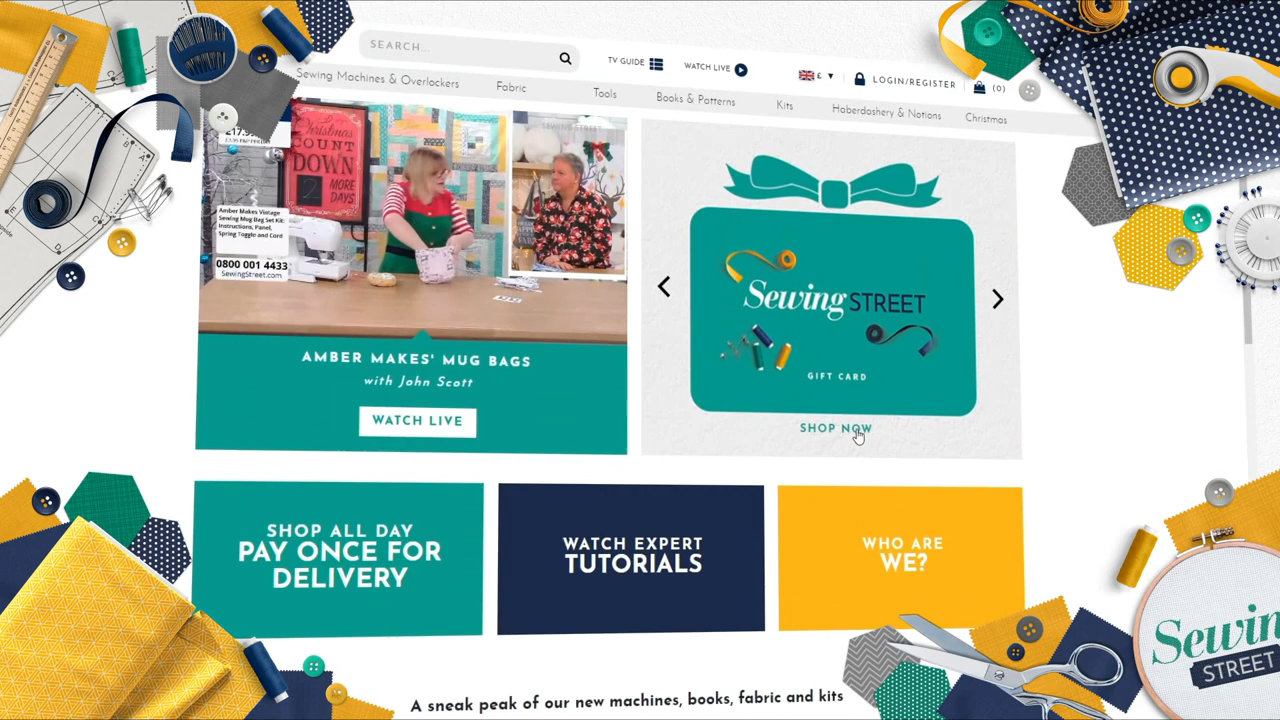 SEARCH...
TV GUIDE
WATCH LIVE
£
LOGIN/REGISTER
(0)
Sewing Machines & Overlockers
Fabric
Tools
Books & Patterns
Kits
Haberdashery & Notions
Christmas
Christmas
COUNT
DOWN
2 MORE
DAYS
SEWING STREET
Amber Makes Vintage
Sewing Mug Bag Set Kit:
Instructions, Panel,
Spring Toggle and Cord
0800 001 4433
SewingStreet.com
AMBER MAKES' MUG BAGS
with John Scott
WATCH LIVE
Sewing STREET
GIFT CARD
SHOP NOW
SHOP ALL DAY
PAY ONCE FOR
DELIVERY
WATCH EXPERT
TUTORIALS
WHO ARE
WE?
A sneak peak of our new machines, books, fabric and kits
Sewin
STREET